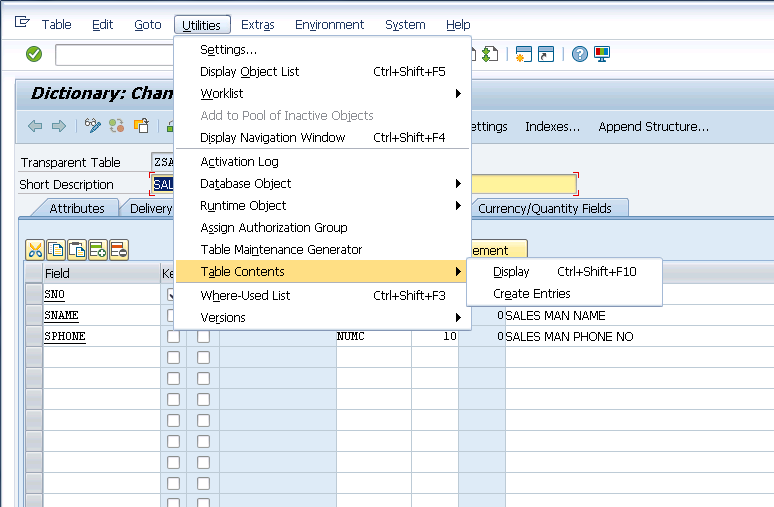 Table Edit Goto Utilities Extras Environment System Help
Settings...
Display Object List Ctrl+Shift+F5
Worklist
Add to Pool of Inactive Objects
Display Navigation Window Ctrl+Shift+F4
Activation Log
Database Object
Runtime Object
Assign Authorization Group
Table Maintenance Generator
Table Contents
Where-Used List Ctrl+Shift+F3
Versions
Display Ctrl+Shift+F10
Create Entries
Dictionary: Chan
ettings Indexes... Append Structure...
Transparent Table ZSA
Short Description SAL
Attributes Delivery Currency/Quantity Fields
ement
Field Ke
SNO
SNAME 0 SALES MAN NAME
SPHONE NUMC 10 0 SALES MAN PHONE NO